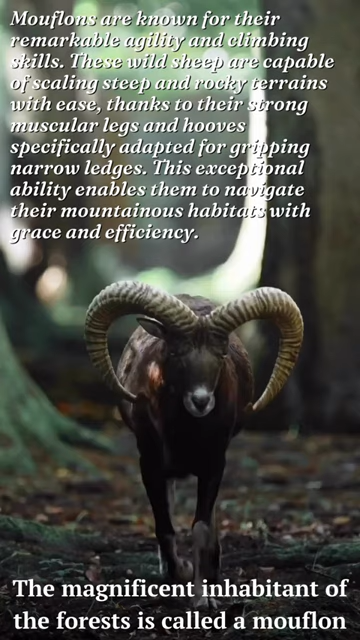 Mouflons are known for their
remarkable agility and climbing
skills. These wild sheep are capable
of scaling steep and rocky terrains
with ease, thanks to their strong
muscular legs and hooves
specifically adapted for gripping
narrow ledges. This exceptional
ability enables them to navigate
their mountainous habitats with
grace and efficiency.
The magnificent inhabitant of
the forests is called a mouflon